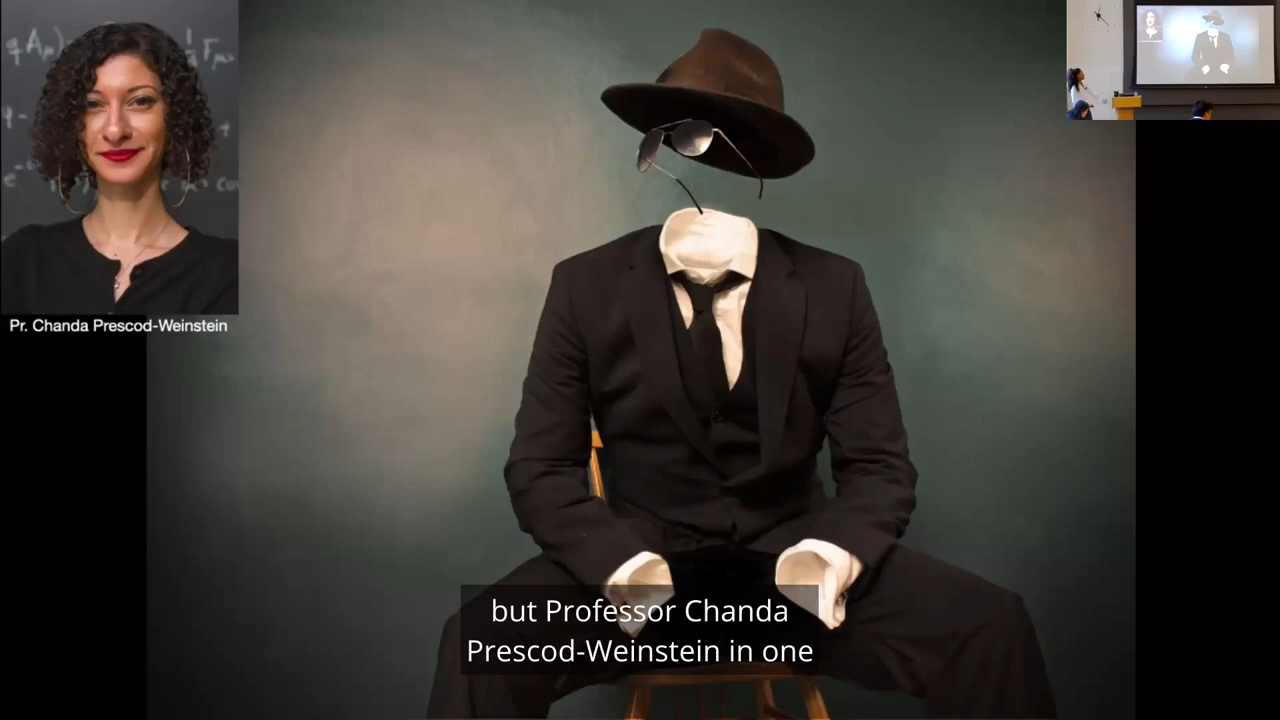 Pr. Chanda Prescod-Weinstein
but Professor Chanda
Prescod-Weinstein in one